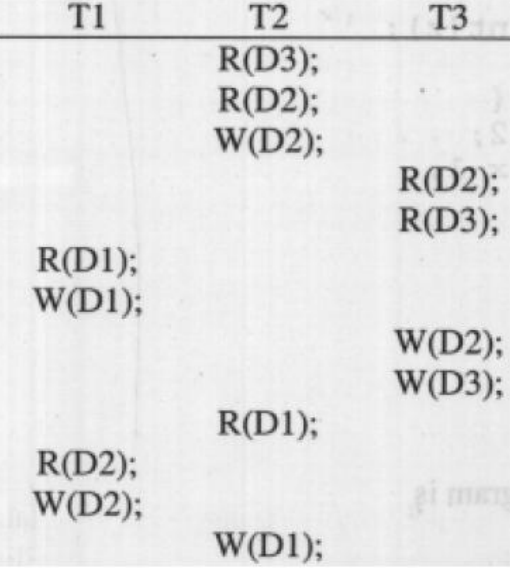 T1 T2 T3
R(D3);
R(D2);
W(D2);
R(D2);
R(D3);
R(D1);
W(D1);
W(D2);
W(D3);
R(D1);
R(D2);
W(D2);
W(D1);